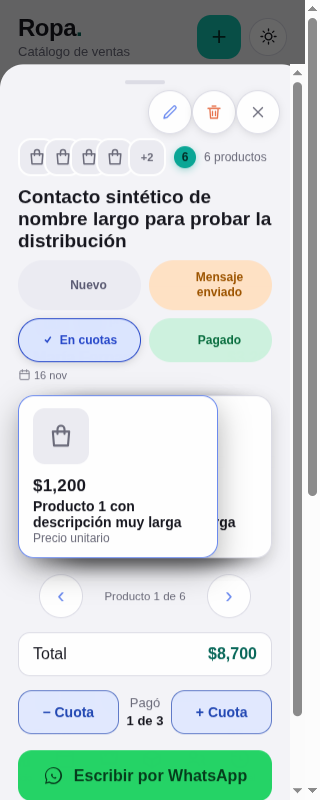 Ropa.
Catálogo de ventas
+2
6
6 productos
Contacto sintético de
nombre largo para probar la
distribución
Nuevo
Mensaje
enviado
✓ En cuotas
Pagado
16 nov
$1,200
Producto 1 con
descripción muy larga
rga
Precio unitario
‹
Producto 1 de 6
›
Total
$8,700
− Cuota
Pagó
1 de 3
+ Cuota
Escribir por WhatsApp